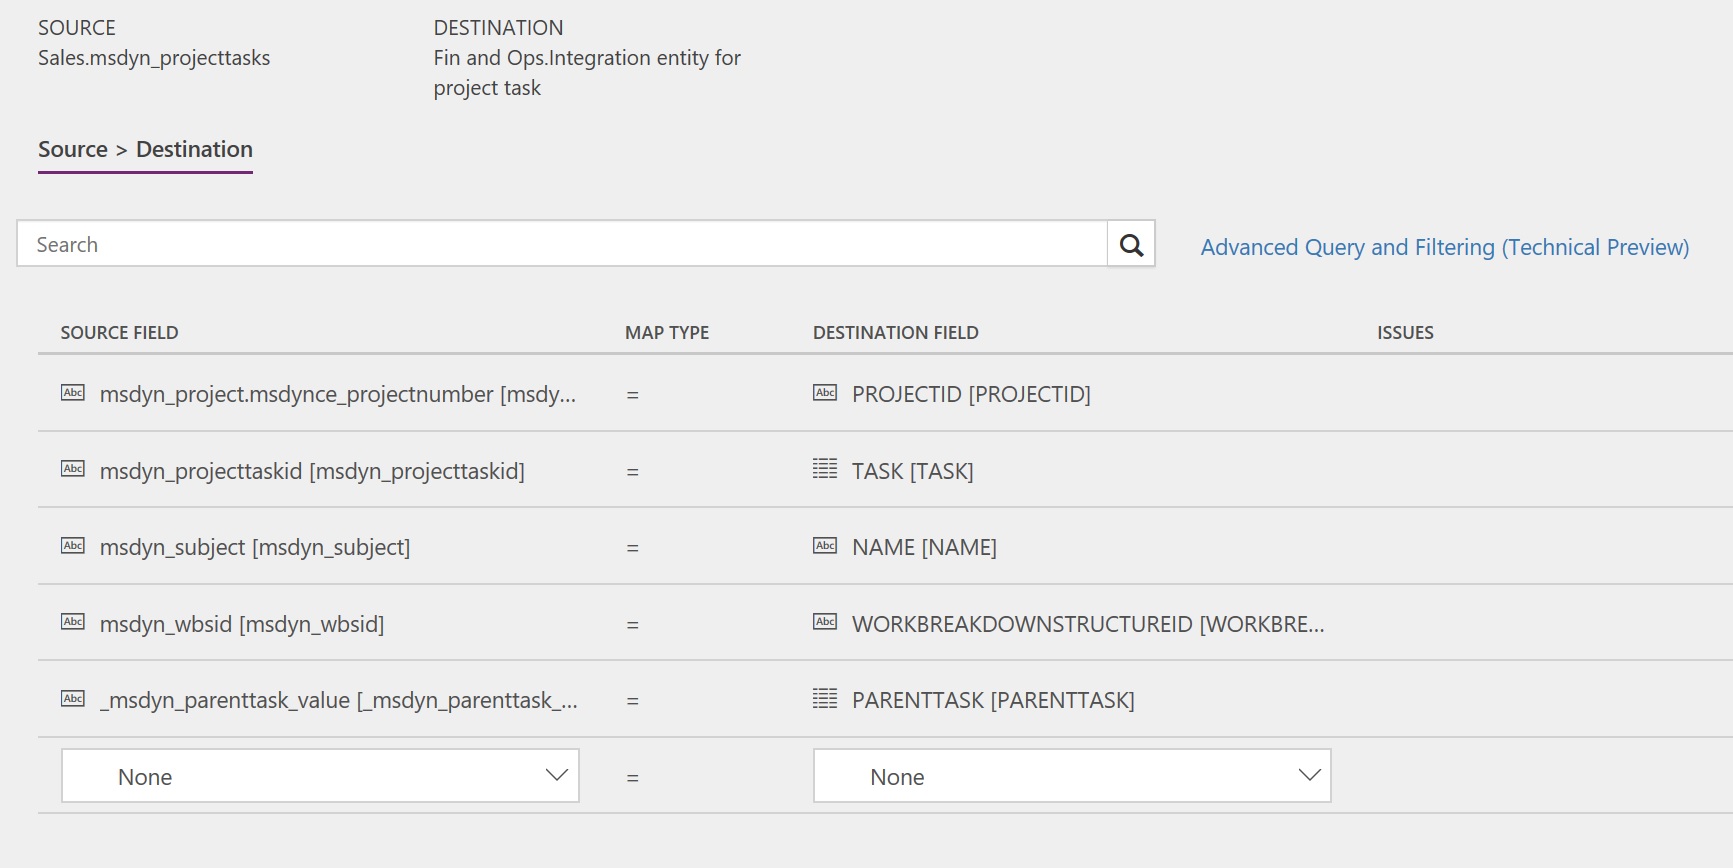 SOURCE
Sales.msdyn_projecttasks
DESTINATION
Fin and Ops.Integration entity for
project task
Source > Destination
Search
Advanced Query and Filtering (Technical Preview)
SOURCE FIELD MAP TYPE DESTINATION FIELD ISSUES
Abc msdyn_project.msdynce_projectnumber [msdy... = Abc PROJECTID [PROJECTID]
Abc msdyn_projecttaskid [msdyn_projecttaskid] = TASK [TASK]
Abc msdyn_subject [msdyn_subject] = Abc NAME [NAME]
Abc msdyn_wbsid [msdyn_wbsid] = Abc WORKBREAKDOWNSTRUCTUREID [WORKBRE...
Abc _msdyn_parenttask_value [_msdyn_parenttask_... = PARENTTASK [PARENTTASK]
None = None